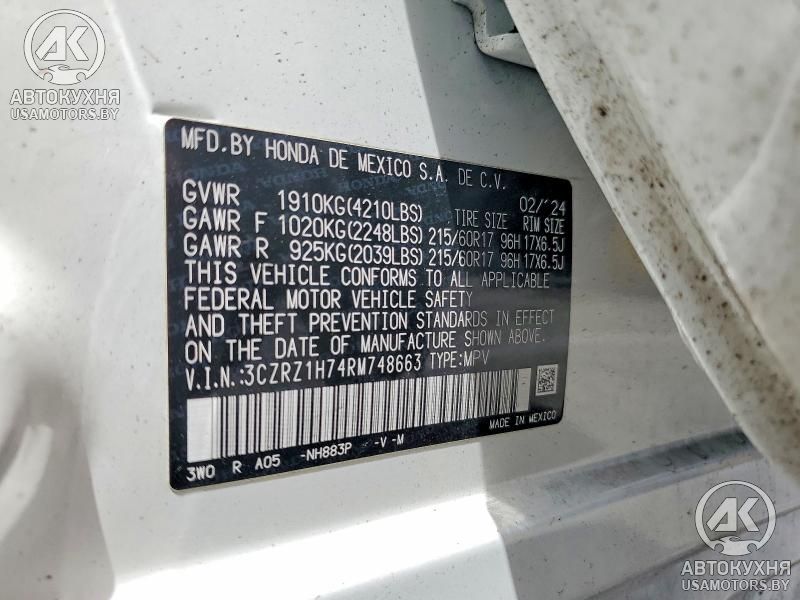 AK
АВТОКУХНЯ
USAMOTORS.BY
MFD.BY HONDA DE MEXICO S.A. DE C.V.
02/'24
GVWR 1910KG(4210LBS) TIRE SIZE RIM SIZE
GAWR F 1020KG(2248LBS) 215/60R17 96H 17X6.5J
GAWR R 925KG(2039LBS) 215/60R17 96H 17X6.5J
THIS VEHICLE CONFORMS TO ALL APPLICABLE
FEDERAL MOTOR VEHICLE SAFETY
AND THEFT PREVENTION STANDARDS IN EFFECT
ON THE DATE OF MANUFACTURE SHOWN ABOVE.
V.I.N.:3CZRZ1H74RM748663 TYPE:MPV
MADE IN MEXICO
3W0 R A05 -NH883P -V -M
AK
АВТОКУХНЯ
USAMOTORS.BY